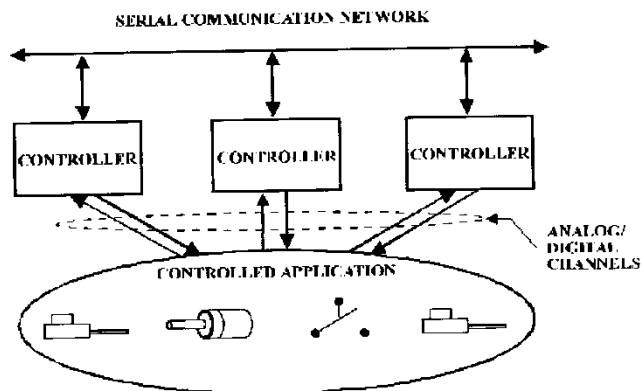 SERIAL COMMUNICATION NETWORK
CONTROLLER
CONTROLLER
CONTROLLER
ANALOG/
DIGITAL
CHANNELS
CONTROLLED APPLICATION